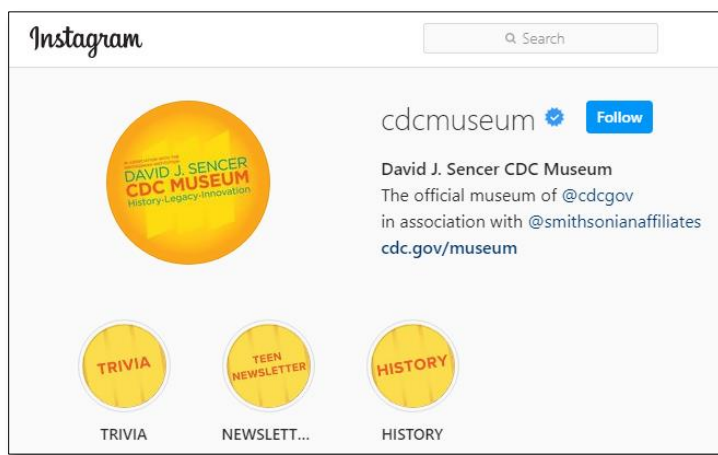 Instagram
Search
cdcmuseum
Follow
IN ASSOCIATION WITH THE
SMITHSONIAN INSTITUTION
DAVID J. SENCER
CDC MUSEUM
History-Legacy-Innovation
David J. Sencer CDC Museum
The official museum of @cdcgov
in association with @smithsonianaffiliates
cdc.gov/museum
TRIVIA
TEEN
NEWSLETTER
HISTORY
TRIVIA
NEWSLETT...
HISTORY